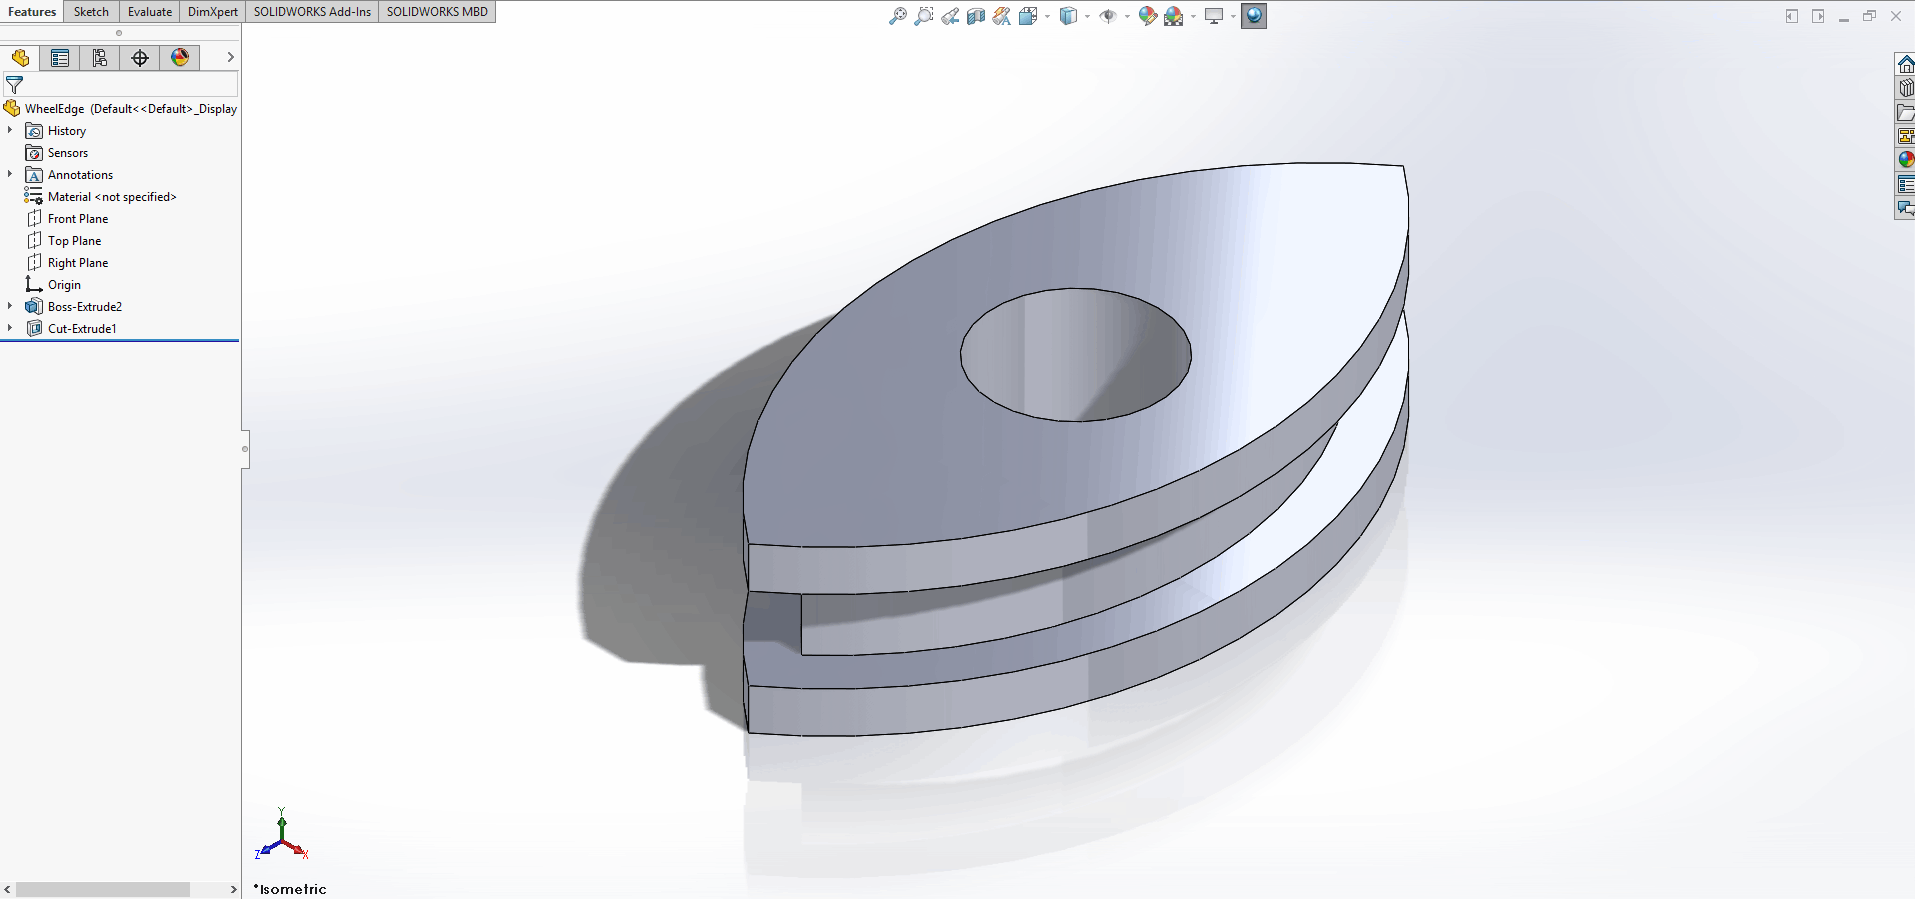 Features Sketch Evaluate DimXpert SOLIDWORKS Add-Ins SOLIDWORKS MBD
WheelEdge (Default<<Default>_Display
History
Sensors
A Annotations
Material <not specified>
Front Plane
Top Plane
Right Plane
Origin
Boss-Extrude2
Cut-Extrude1
Y
Z X
*Isometric